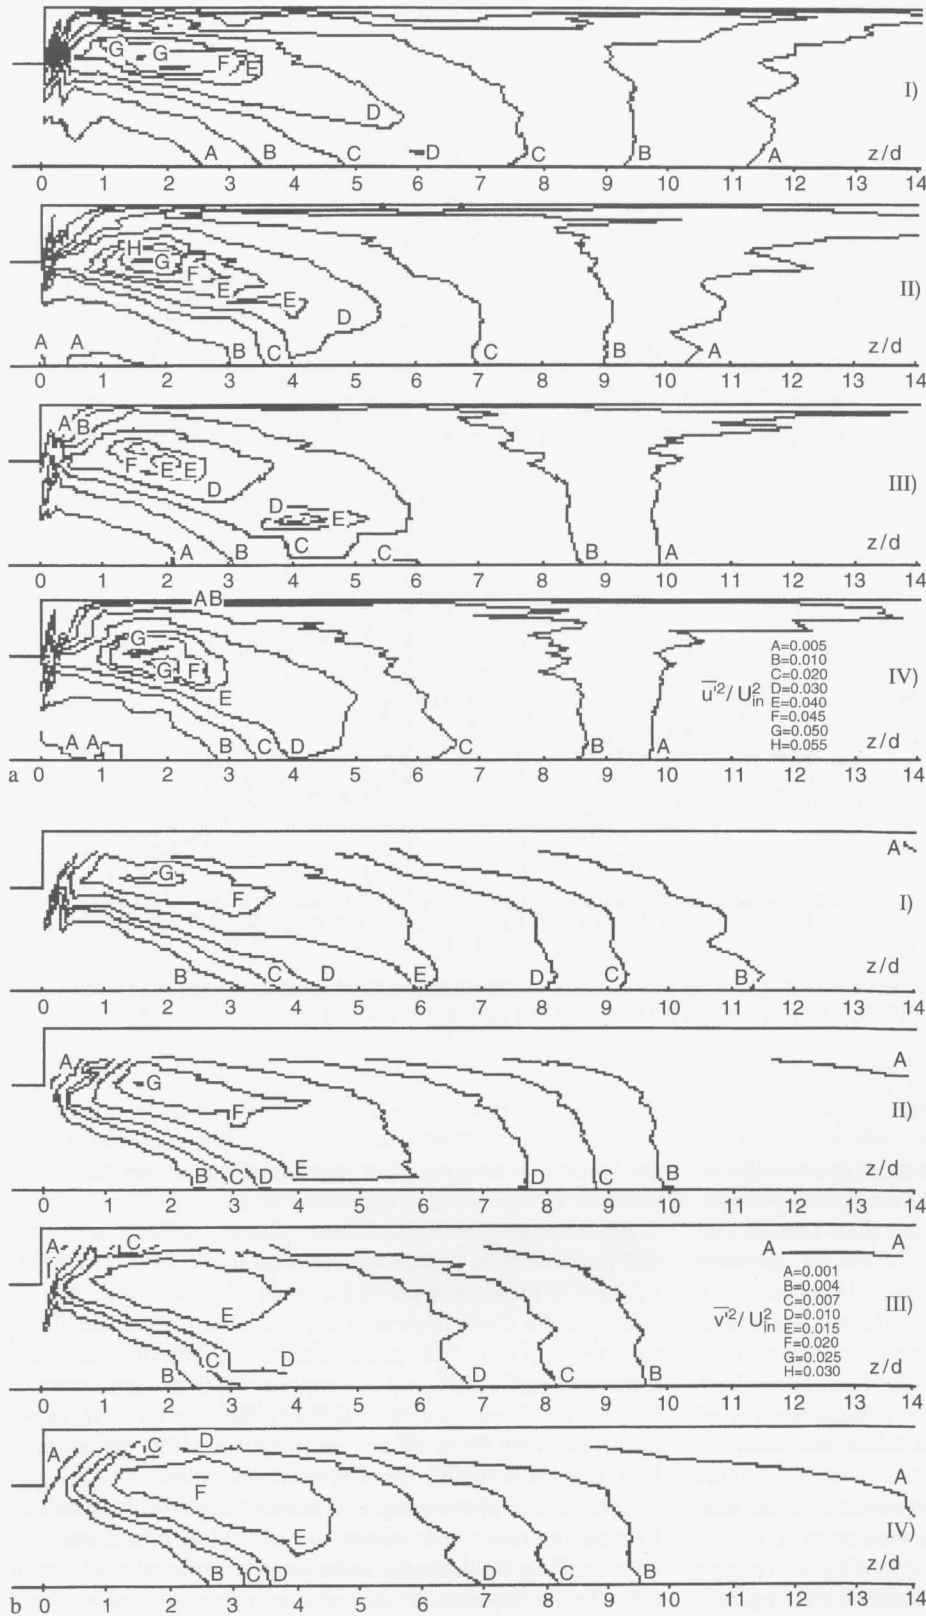 G G F E
D
A B C D C B A z/d I)
0 1 2 3 4 5 6 7 8 9 10 11 12 13 14
H G F E E
D
A A B C C B A z/d II)
0 1 2 3 4 5 6 7 8 9 10 11 12 13 14
A B
F E E
D D E
A B C C B A z/d III)
0 1 2 3 4 5 6 7 8 9 10 11 12 13 14
AB
G
G F
E
A A B C D C B A z/d IV)
u'2/U2in
A=0.005
B=0.010
C=0.020
D=0.030
E=0.040
F=0.045
G=0.050
H=0.055
a 0 1 2 3 4 5 6 7 8 9 10 11 12 13 14
A
G
F
B C D E D C B z/d I)
0 1 2 3 4 5 6 7 8 9 10 11 12 13 14
A A
G
F
E
B C D D C B z/d II)
0 1 2 3 4 5 6 7 8 9 10 11 12 13 14
A C A A
E
B C D D C B z/d III)
v'2/U2in
A=0.001
B=0.004
C=0.007
D=0.010
E=0.015
F=0.020
G=0.025
H=0.030
0 1 2 3 4 5 6 7 8 9 10 11 12 13 14
A C D A
F
E
B C D D C B z/d IV)
b 0 1 2 3 4 5 6 7 8 9 10 11 12 13 14